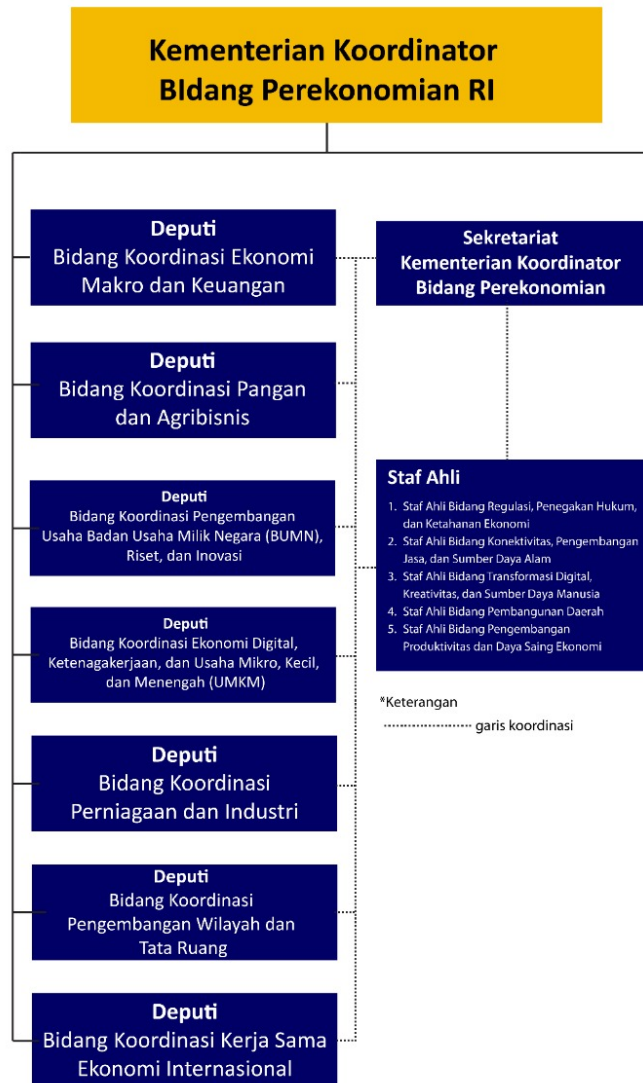 Kementerian Koordinator
BIdang Perekonomian RI
Deputi
Bidang Koordinasi Ekonomi
Makro dan Keuangan
Sekretariat
Kementerian Koordinator
Bidang Perekonomian
Deputi
Bidang Koordinasi Pangan
dan Agribisnis
Deputi
Bidang Koordinasi Pengembangan
Usaha Badan Usaha Milik Negara (BUMN),
Riset, dan Inovasi
Staf Ahli
1. Staf Ahli Bidang Regulasi, Penegakan Hukum,
dan Ketahanan Ekonomi
2. Staf Ahli Bidang Konektivitas, Pengembangan
Jasa, dan Sumber Daya Alam
3. Staf Ahli Bidang Transformasi Digital,
Kreativitas, dan Sumber Daya Manusia
4. Staf Ahli Bidang Pembangunan Daerah
5. Staf Ahli Bidang Pengembangan
Produktivitas dan Daya Saing Ekonomi
Deputi
Bidang Koordinasi Ekonomi Digital,
Ketenagakerjaan, dan Usaha Mikro, Kecil,
dan Menengah (UMKM)
*Keterangan
garis koordinasi
Deputi
Bidang Koordinasi
Perniagaan dan Industri
Deputi
Bidang Koordinasi
Pengembangan Wilayah dan
Tata Ruang
Deputi
Bidang Koordinasi Kerja Sama
Ekonomi Internasional